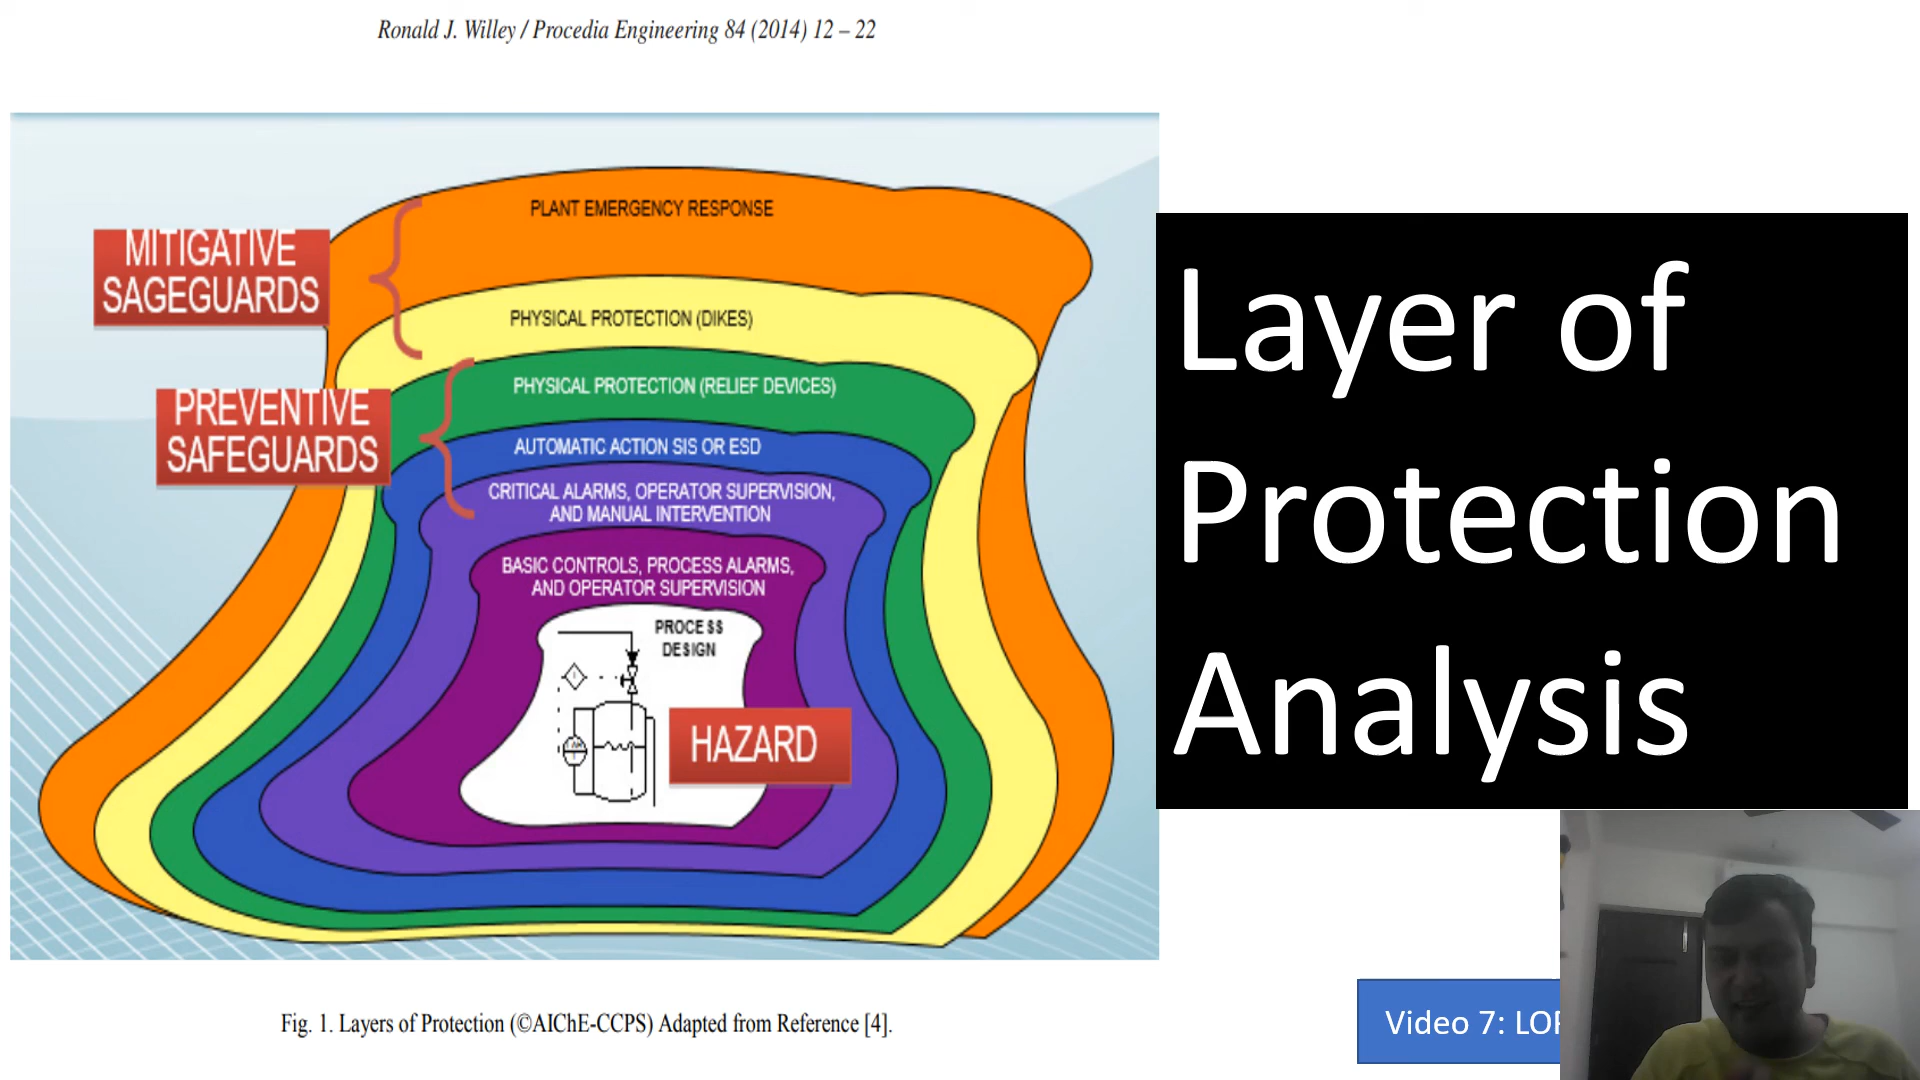 Ronald J. Willey / Procedia Engineering 84 (2014) 12 – 22
PLANT EMERGENCY RESPONSE
MITIGATIVE
SAGEGUARDS
PHYSICAL PROTECTION (DIKES)
PHYSICAL PROTECTION (RELIEF DEVICES)
PREVENTIVE
SAFEGUARDS
AUTOMATIC ACTION SIS OR ESD
CRITICAL ALARMS, OPERATOR SUPERVISION,
AND MANUAL INTERVENTION
BASIC CONTROLS, PROCESS ALARMS,
AND OPERATOR SUPERVISION
PROCESS
DESIGN
HAZARD
Layer of
Protection
Analysis
Fig. 1. Layers of Protection (©AIChE-CCPS) Adapted from Reference [4].
Video 7: